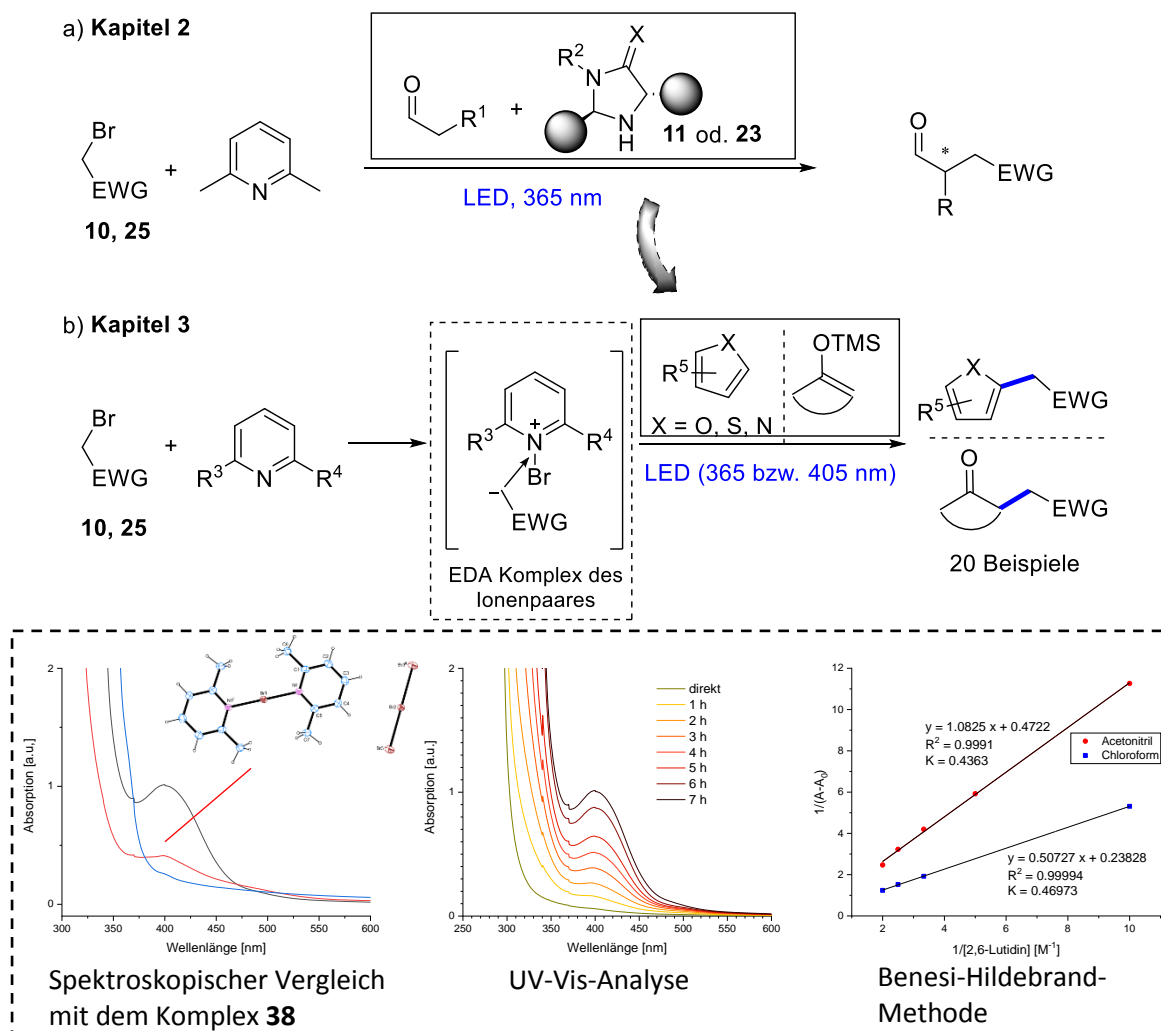 a) Kapitel 2
Br
EWG
10, 25
+
N
O
R1
+
R2
X
N
N
H
11 od. 23
LED, 365 nm
O
*
EWG
R
b) Kapitel 3
Br
EWG
10, 25
+
R3
N
R4
R3
+
N
R4
Br
−
EWG
EDA Komplex des
Ionenpaares
X
R5
X = O, S, N
OTMS
LED (365 bzw. 405 nm)
X
R5
EWG
O
EWG
20 Beispiele
Absorption [a.u.]
2
1
0
250 300 350 400 450 500 550 600
Wellenlänge [nm]
Spektroskopischer Vergleich
mit dem Komplex 38
Absorption [a.u.]
2
1
0
direkt
1 h
2 h
3 h
4 h
5 h
6 h
7 h
250 300 350 400 450 500 550 600
Wellenlänge [nm]
UV-Vis-Analyse
1/(A-A0)
12
10
8
6
4
2
0
y = 1.0825 x + 0.4722
R2 = 0.9991
K = 0.4363
Acetonitril
Chloroform
y = 0.50727 x + 0.23828
R2 = 0.99994
K = 0.46973
2 4 6 8 10
1/[2,6-Lutidin] [M-1]
Benesi-Hildebrand-
Methode